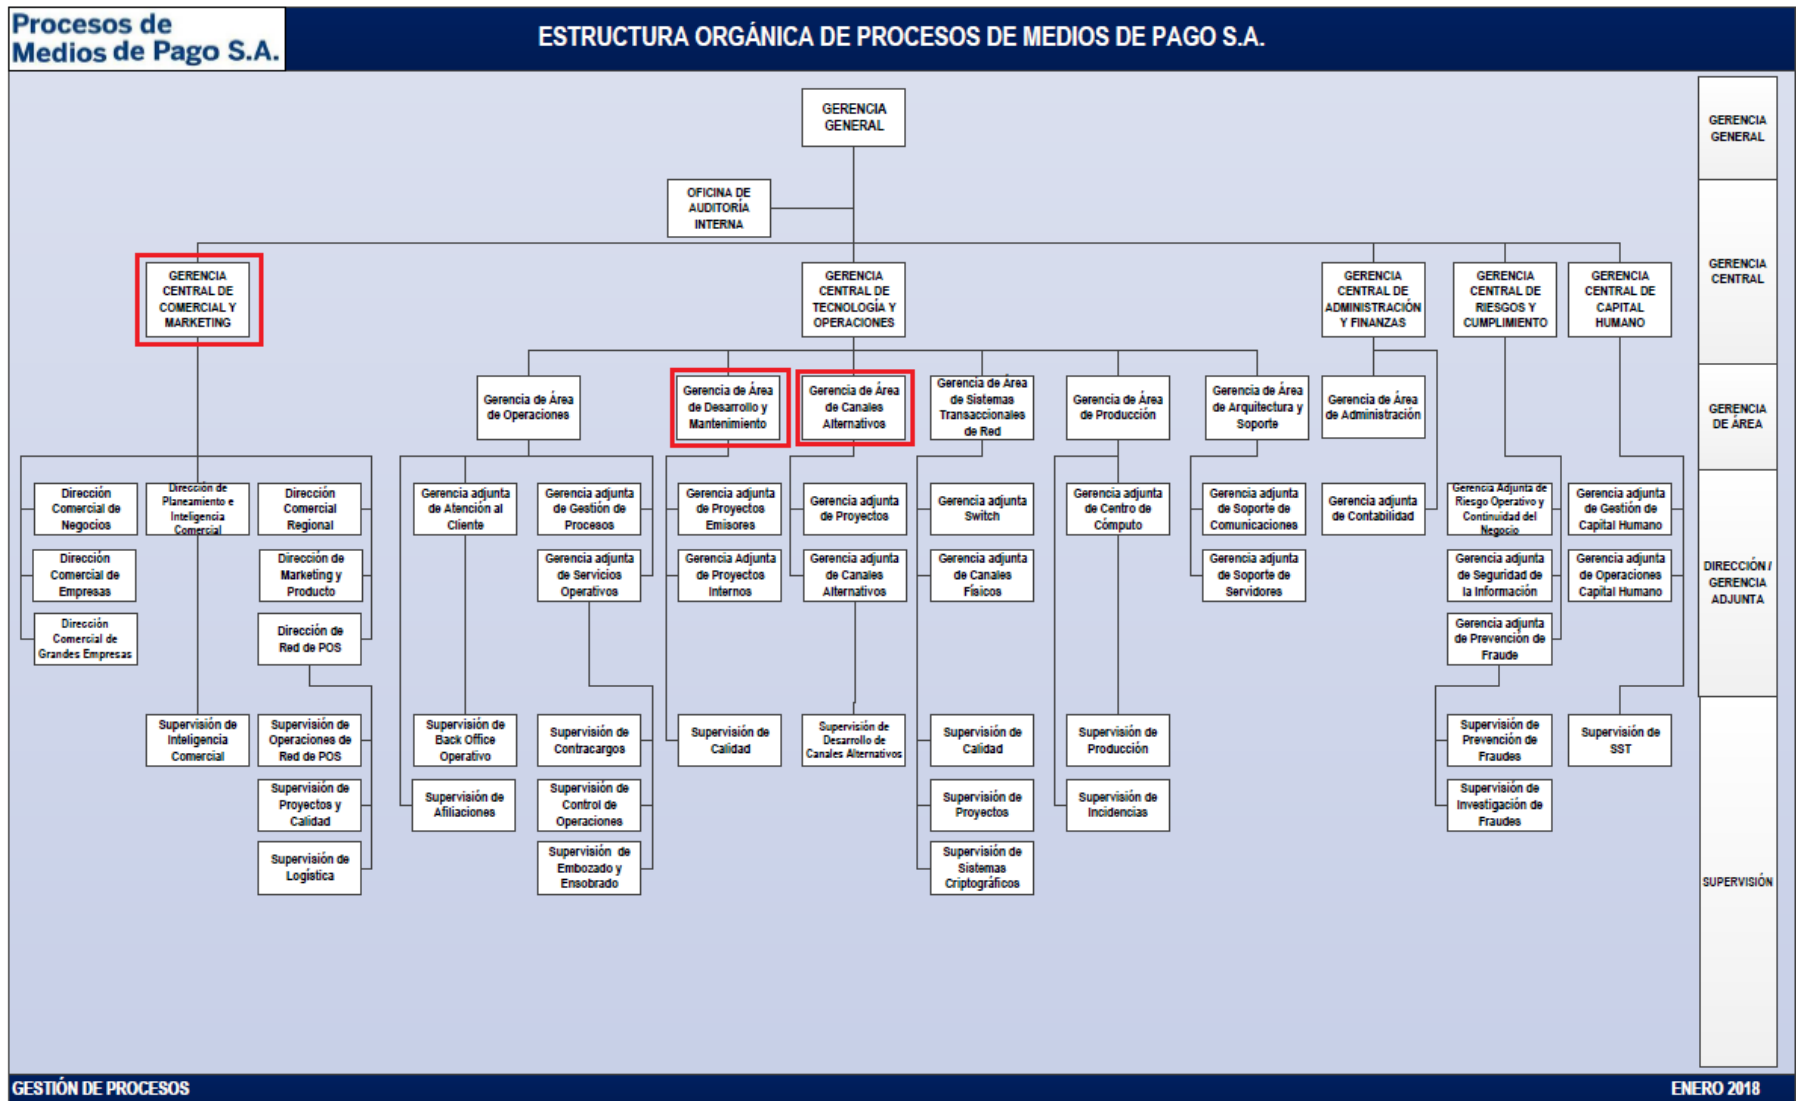 Procesos de
Medios de Pago S.A.
ESTRUCTURA ORGÁNICA DE PROCESOS DE MEDIOS DE PAGO S.A.
GERENCIA
GENERAL
GERENCIA
GENERAL
OFICINA DE
AUDITORÍA
INTERNA
GERENCIA
CENTRAL DE
COMERCIAL Y
MARKETING
GERENCIA
CENTRAL DE
TECNOLOGÍA Y
OPERACIONES
GERENCIA
CENTRAL DE
ADMINISTRACIÓN
Y FINANZAS
GERENCIA
CENTRAL DE
RIESGOS Y
CUMPLIMIENTO
GERENCIA
CENTRAL DE
CAPITAL
HUMANO
GERENCIA
CENTRAL
Gerencia de Área
de Operaciones
Gerencia de Área
de Desarrollo y
Mantenimiento
Gerencia de Área
de Canales
Alternativos
Gerencia de Área
de Sistemas
Transaccionales
de Red
Gerencia de Área
de Producción
Gerencia de Área
de Arquitectura y
Soporte
Gerencia de Área
de Administración
GERENCIA
DE ÁREA
Dirección
Comercial de
Negocios
Dirección de
Planeamiento e
Inteligencia
Comercial
Dirección
Comercial
Regional
Gerencia adjunta
de Atención al
Cliente
Gerencia adjunta
de Gestión de
Procesos
Gerencia adjunta
de Proyectos
Emisores
Gerencia adjunta
de Proyectos
Gerencia adjunta
Switch
Gerencia adjunta
de Centro de
Cómputo
Gerencia adjunta
de Soporte de
Comunicaciones
Gerencia adjunta
de Contabilidad
Gerencia Adjunta de
Riesgo Operativo y
Continuidad del
Negocio
Gerencia adjunta
de Gestión de
Capital Humano
Dirección
Comercial de
Empresas
Dirección de
Marketing y
Producto
Gerencia adjunta
de Servicios
Operativos
Gerencia Adjunta
de Proyectos
Internos
Gerencia adjunta
de Canales
Alternativos
Gerencia adjunta
de Canales
Físicos
Gerencia adjunta
de Soporte de
Servidores
Gerencia adjunta
de Seguridad de
la Información
Gerencia adjunta
de Operaciones
Capital Humano
DIRECCIÓN /
GERENCIA
ADJUNTA
Dirección
Comercial de
Grandes Empresas
Dirección de
Red de POS
Gerencia adjunta
de Prevención de
Fraude
Supervisión de
Inteligencia
Comercial
Supervisión de
Operaciones de
Red de POS
Supervisión de
Back Office
Operativo
Supervisión de
Contracargos
Supervisión de
Calidad
Supervisión de
Desarrollo de
Canales Alternativos
Supervisión de
Calidad
Supervisión de
Producción
Supervisión de
Prevención de
Fraudes
Supervisión de
SST
Supervisión de
Proyectos y
Calidad
Supervisión de
Afiliaciones
Supervisión de
Control de
Operaciones
Supervisión de
Proyectos
Supervisión de
Incidencias
Supervisión de
Investigación de
Fraudes
Supervisión de
Logística
Supervisión de
Embozado y
Ensobrado
Supervisión de
Sistemas
Criptográficos
SUPERVISIÓN
GESTIÓN DE PROCESOS
ENERO 2018